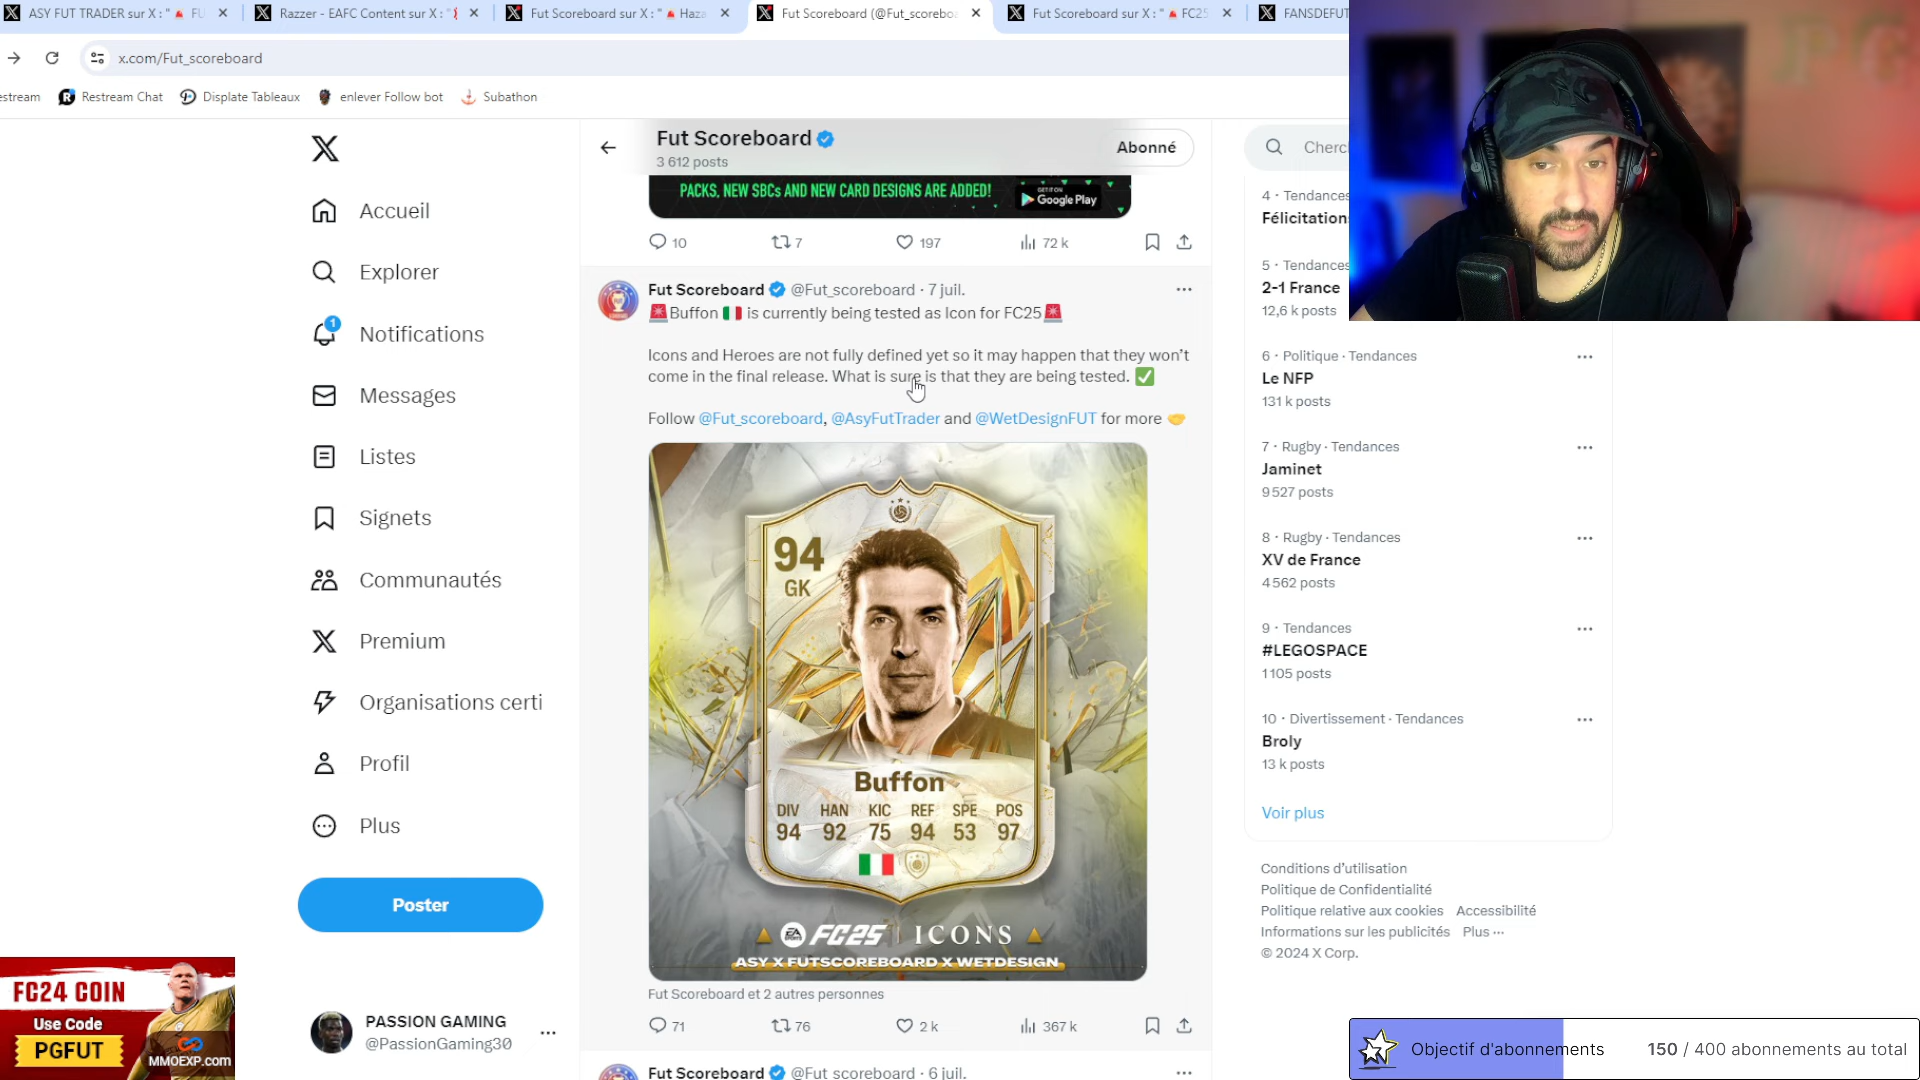 ASY FUT TRADER sur X : "🚨 FU
Razzer - EAFC Content sur X : "
Fut Scoreboard sur X : "🚨 Haza
Fut Scoreboard (@Fut_scorebo
Fut Scoreboard sur X : "🚨 FC25
FANSDEFUT
x.com/Fut_scoreboard
estream
Restream Chat
Displate Tableaux
enlever Follow bot
Subathon
Fut Scoreboard
3 612 posts
Abonné
Accueil
Explorer
1
Notifications
Messages
Listes
Signets
Communautés
Premium
Organisations certi
Profil
Plus
Poster
PASSION GAMING
@PassionGaming30
PACKS, NEW SBCs AND NEW CARD DESIGNS ARE ADDED!
GET IT ON
Google Play
10
7
197
72 k
Fut Scoreboard @Fut_scoreboard · 7 juil.
🚨Buffon 🇮🇹 is currently being tested as Icon for FC25🚨
Icons and Heroes are not fully defined yet so it may happen that they won't
come in the final release. What is sure is that they are being tested. ✅
Follow @Fut_scoreboard, @AsyFutTrader and @WetDesignFUT for more 🤝
94
GK
Buffon
DIV HAN KIC REF SPE POS
94 92 75 94 53 97
EA SPORTS FC25 | ICONS
ASY X FUTSCOREBOARD X WETDESIGN
Fut Scoreboard et 2 autres personnes
71
76
2 k
367 k
Fut Scoreboard @Fut_scoreboard · 6 juil.
Cherc
4 · Tendances
Félicitation
5 · Tendances
2-1 France
12,6 k posts
6 · Politique · Tendances
Le NFP
131 k posts
7 · Rugby · Tendances
Jaminet
9 527 posts
8 · Rugby · Tendances
XV de France
4 562 posts
9 · Tendances
#LEGOSPACE
1 105 posts
10 · Divertissement · Tendances
Broly
13 k posts
Voir plus
Conditions d'utilisation
Politique de Confidentialité
Politique relative aux cookies Accessibilité
Informations sur les publicités Plus ···
© 2024 X Corp.
FC24 COIN
Use Code
PGFUT
MMOEXP.com
Objectif d'abonnements
150 / 400 abonnements au total